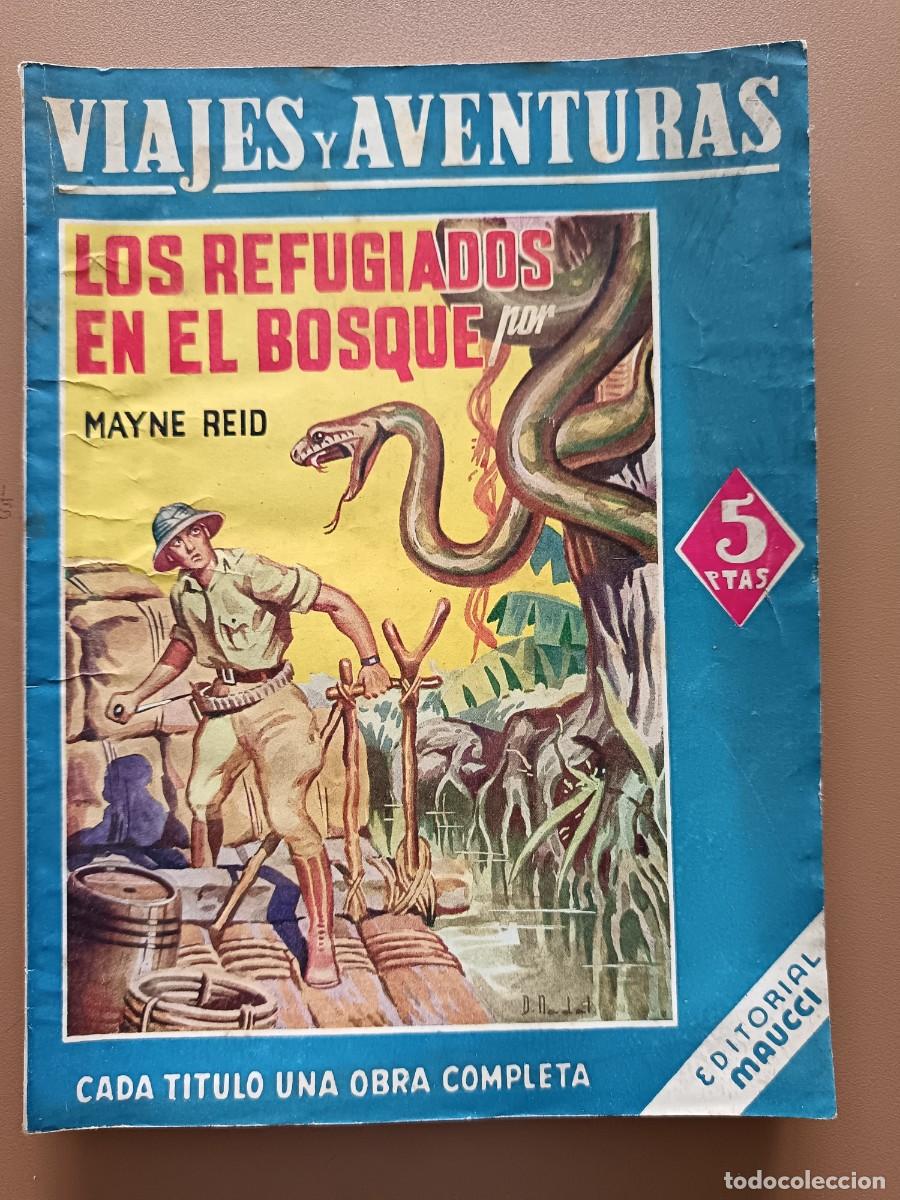 VIAJES Y AVENTURAS
LOS REFUGIADOS
EN EL BOSQUE por
MAYNE REID
5
PTAS
EDITORIAL
MAUCCI
CADA TITULO UNA OBRA COMPLETA
todocoleccion